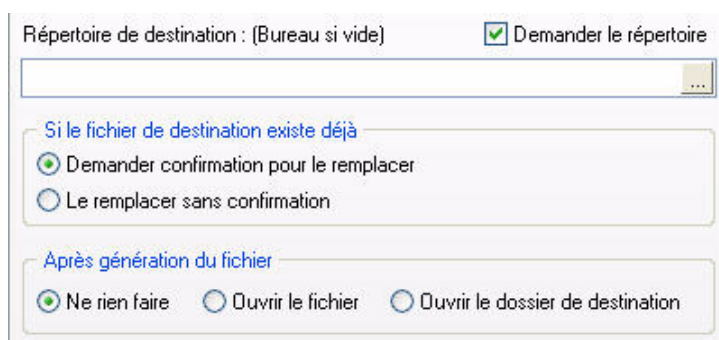 Répertoire de destination : (Bureau si vide) Demander le répertoire
...
Si le fichier de destination existe déjà
Demander confirmation pour le remplacer
Le remplacer sans confirmation
Après génération du fichier
Ne rien faire Ouvrir le fichier Ouvrir le dossier de destination